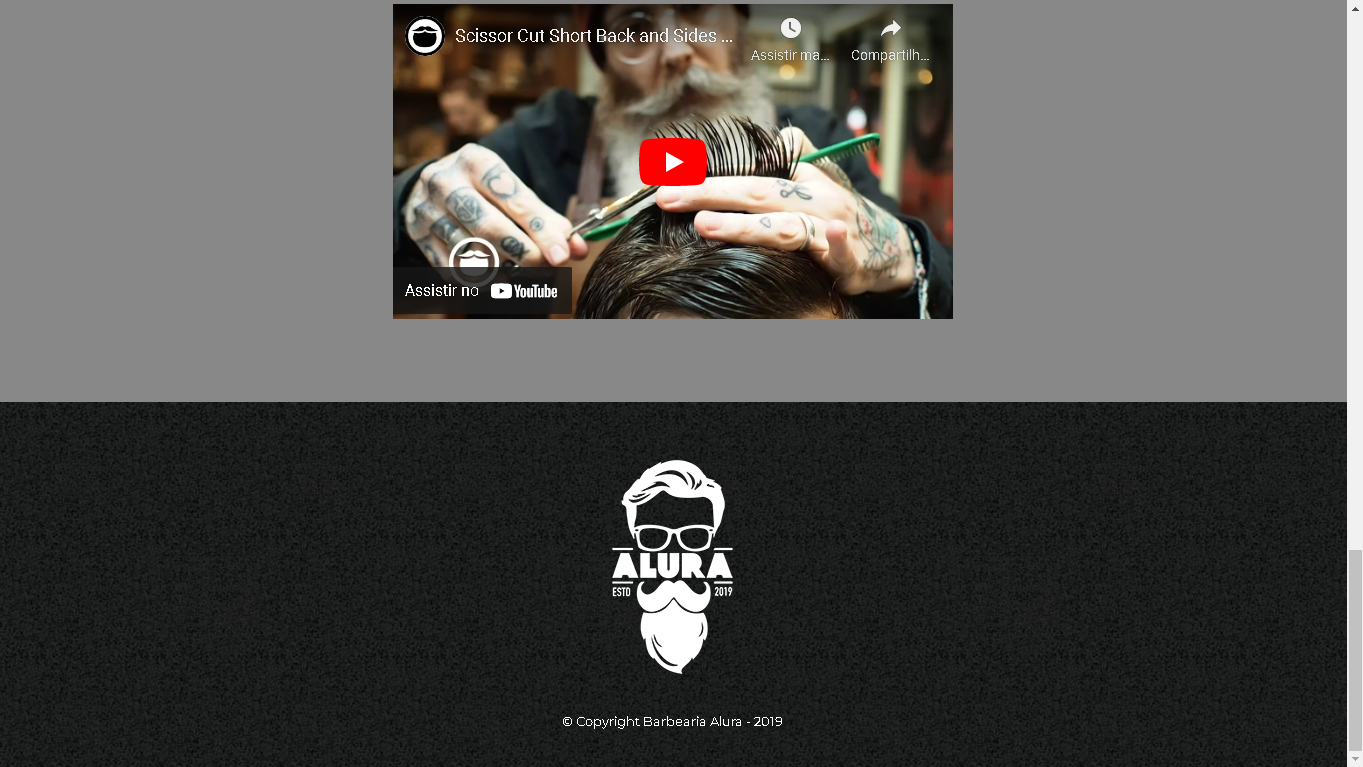 Scissor Cut Short Back and Sides ...
Assistir ma...
Compartilh...
Assistir no YouTube
ALURA
ESTD 2019
© Copyright Barbearia Alura - 2019